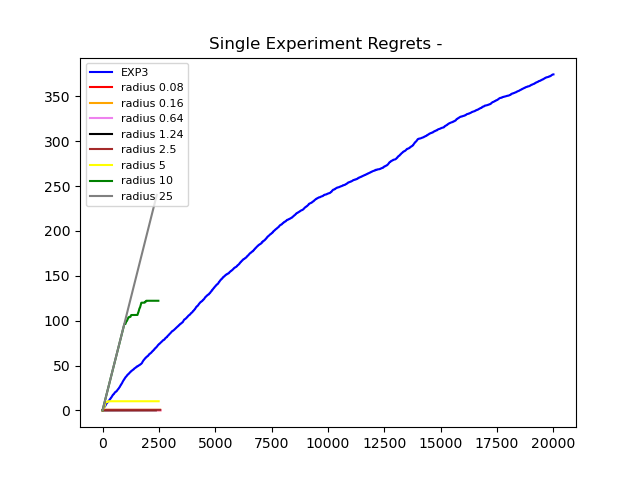 Single Experiment Regrets -
EXP3
radius 0.08
radius 0.16
radius 0.64
radius 1.24
radius 2.5
radius 5
radius 10
radius 25
350
300
250
200
150
100
50
0
0 2500 5000 7500 10000 12500 15000 17500 20000